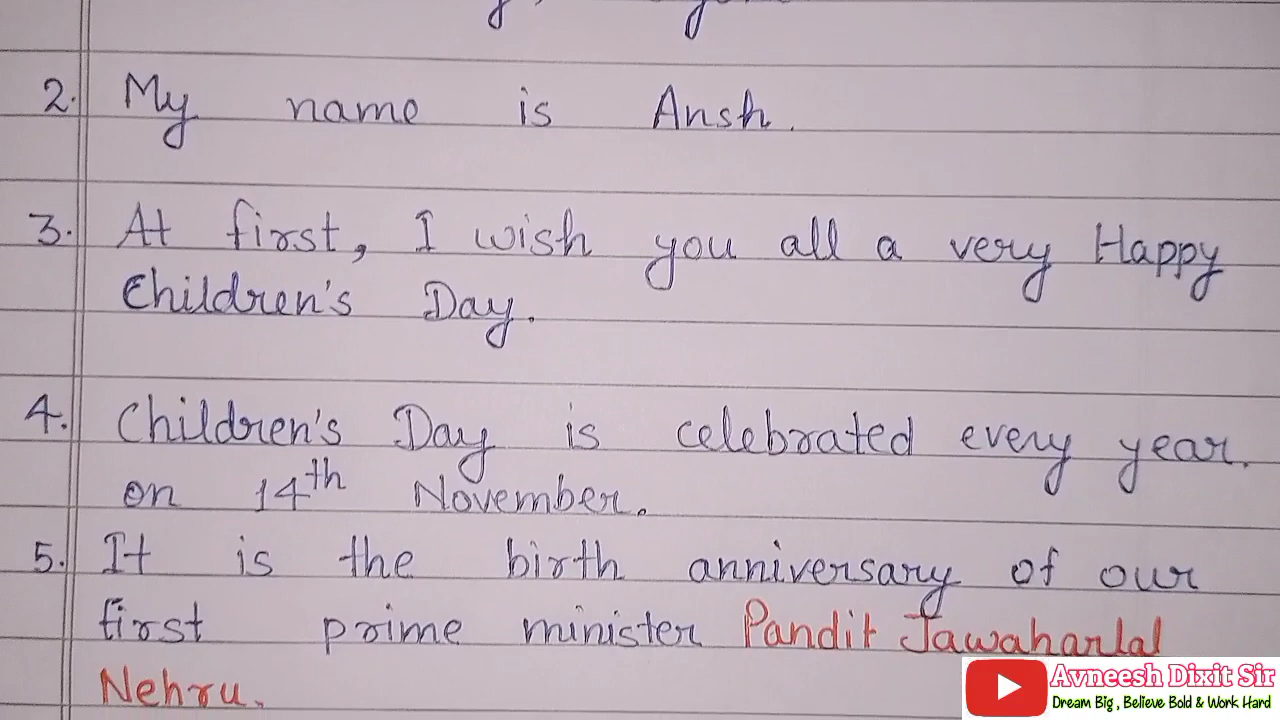 2. My name is Ansh.
3. At first, I wish you all a very Happy
Children's Day.
4. Children's Day is celebrated every year.
on 14th November.
5. It is the birth anniversary of our
first prime minister Pandit Jawaharlal
Nehru.
Avneesh Dixit Sir
Dream Big , Believe Bold & Work Hard